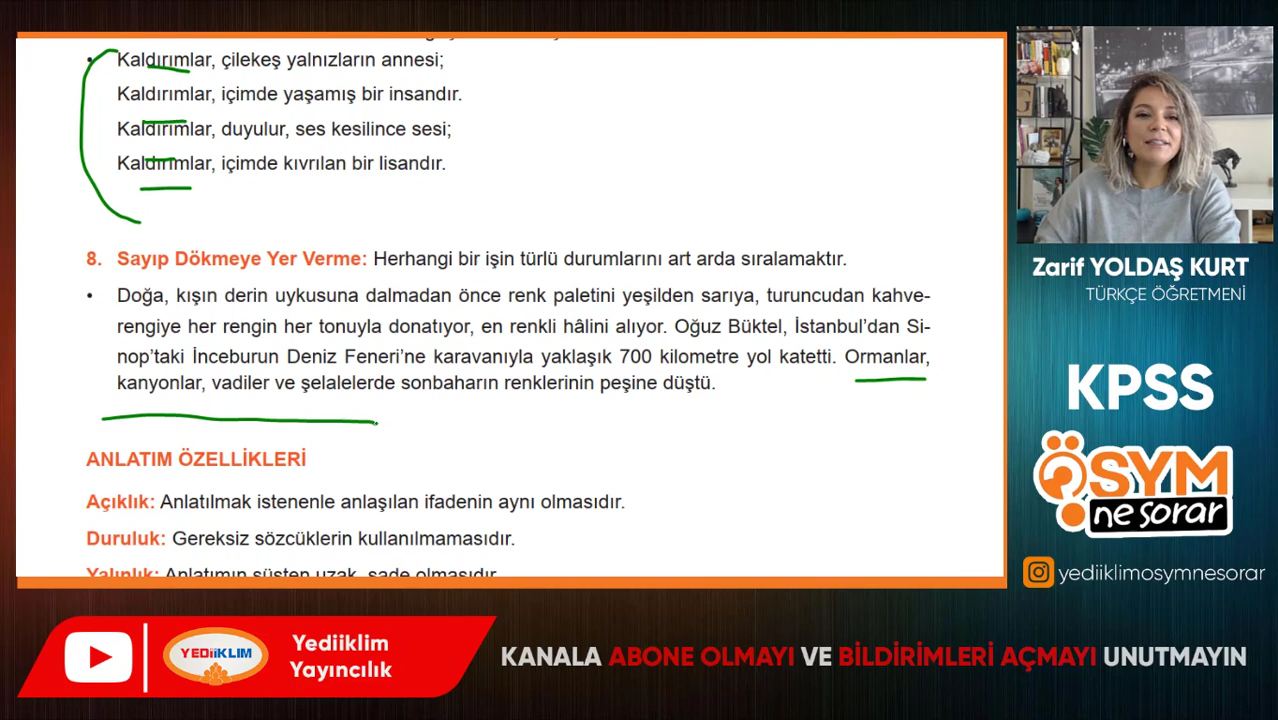 Kaldırımlar, çilekeş yalnızların annesi;
Kaldırımlar, içimde yaşamış bir insandır.
Kaldırımlar, duyulur, ses kesilince sesi;
Kaldırımlar, içimde kıvrılan bir lisandır.
8. Sayıp Dökmeye Yer Verme: Herhangi bir işin türlü durumlarını art arda sıralamaktır.
• Doğa, kışın derin uykusuna dalmadan önce renk paletini yeşilden sarıya, turuncudan kahve-
rengiye her rengin her tonuyla donatıyor, en renkli hâlini alıyor. Oğuz Büktel, İstanbul’dan Si-
nop’taki İnceburun Deniz Feneri’ne karavanıyla yaklaşık 700 kilometre yol katetti. Ormanlar,
kanyonlar, vadiler ve şelalelerde sonbaharın renklerinin peşine düştü.
ANLATIM ÖZELLİKLERİ
Açıklık: Anlatılmak istenenle anlaşılan ifadenin aynı olmasıdır.
Duruluk: Gereksiz sözcüklerin kullanılmamasıdır.
Yalınlık: Anlatımın süsten uzak, sade olmasıdır.
Zarif YOLDAŞ KURT
TÜRKÇE ÖĞRETMENİ
KPSS
ÖSYM
ne sorar
yediiklimosymnesorar
YEDİİKLİM
Yediiklim
Yayıncılık
KANALA ABONE OLMAYI VE BİLDİRİMLERİ AÇMAYI UNUTMAYIN